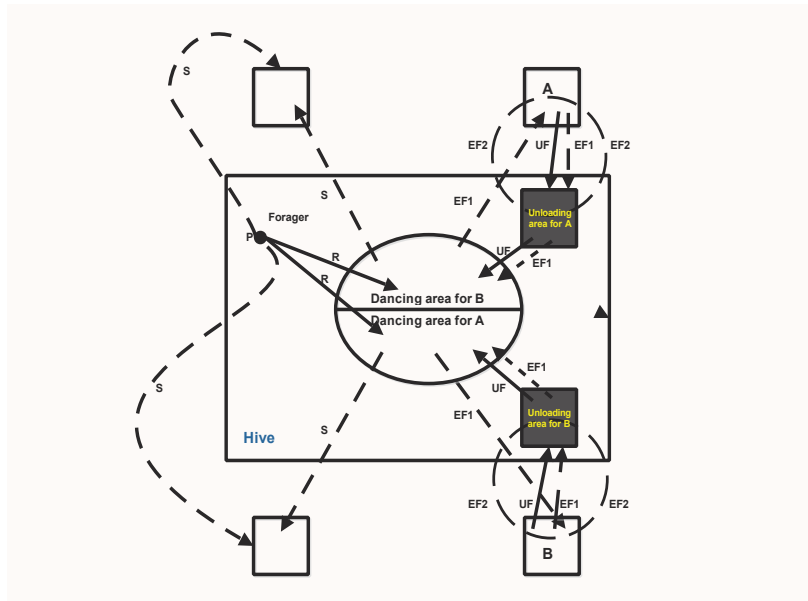 S
A
EF2
UF
EF1
EF2
S
EF1
Unloading
area for A
Forager
P
R
UF
EF1
R
Dancing area for B
Dancing area for A
EF1
UF
S
EF1
Unloading
area for B
S
Hive
EF2
UF
EF1
EF2
B